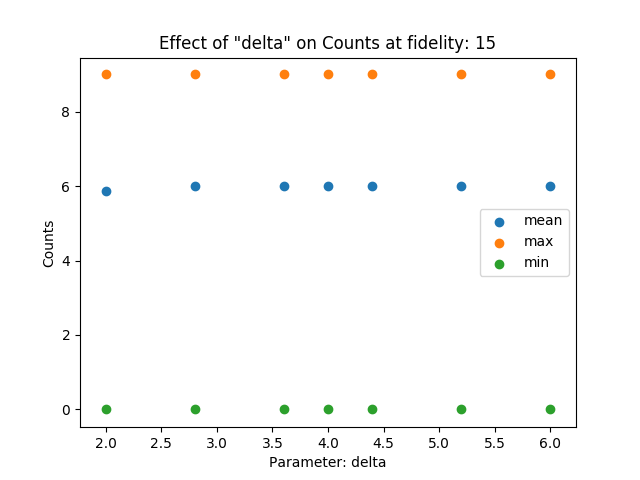 Effect of "delta" on Counts at fidelity: 15
8
6
4
2
0
Counts
mean
max
min
2.0 2.5 3.0 3.5 4.0 4.5 5.0 5.5 6.0
Parameter: delta